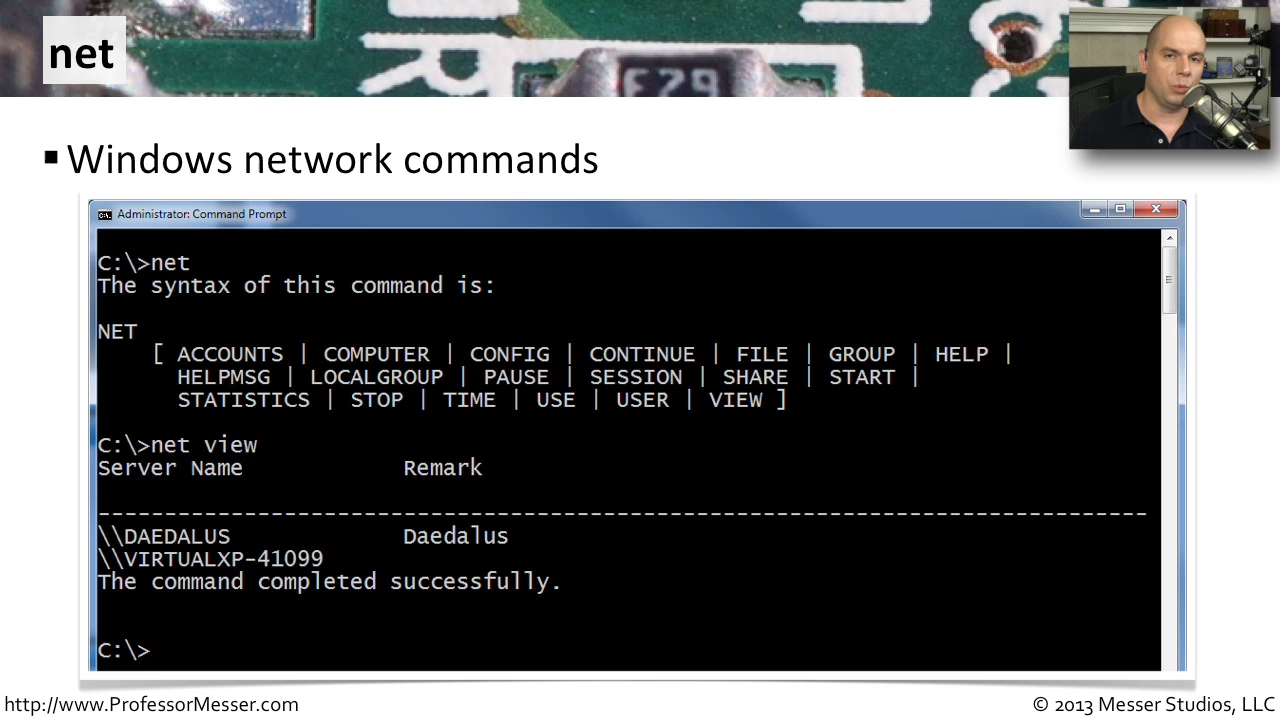 net
E29
▪ Windows network commands
Administrator: Command Prompt
C:\>net
The syntax of this command is:
NET
[ ACCOUNTS | COMPUTER | CONFIG | CONTINUE | FILE | GROUP | HELP |
HELPMSG | LOCALGROUP | PAUSE | SESSION | SHARE | START |
STATISTICS | STOP | TIME | USE | USER | VIEW ]
C:\>net view
Server Name Remark
-------------------------------------------------------------------------------
\\DAEDALUS Daedalus
\\VIRTUALXP-41099
The command completed successfully.
C:\>
http://www.ProfessorMesser.com
© 2013 Messer Studios, LLC